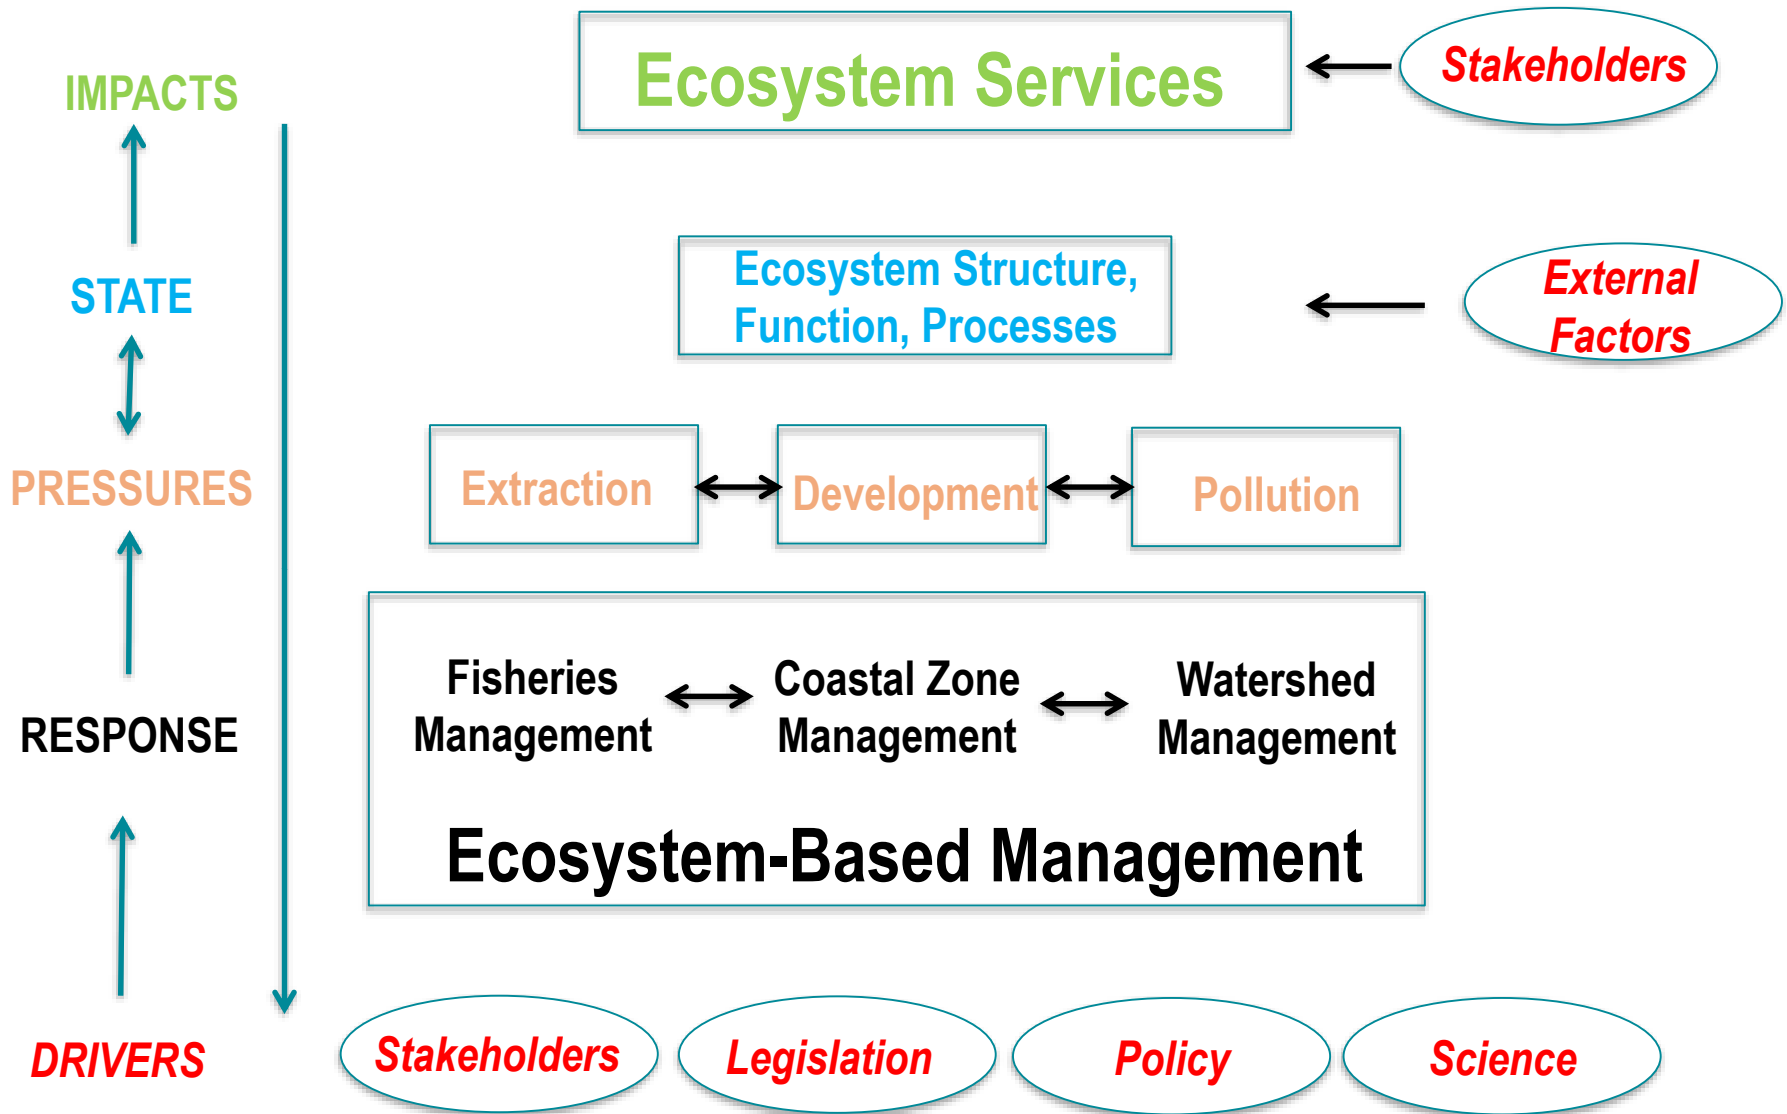 IMPACTS
Ecosystem Services
Stakeholders
STATE
Ecosystem Structure,
Function, Processes
External
Factors
PRESSURES
Extraction
Development
Pollution
RESPONSE
Fisheries
Management
Coastal Zone
Management
Watershed
Management
Ecosystem-Based Management
DRIVERS
Stakeholders
Legislation
Policy
Science